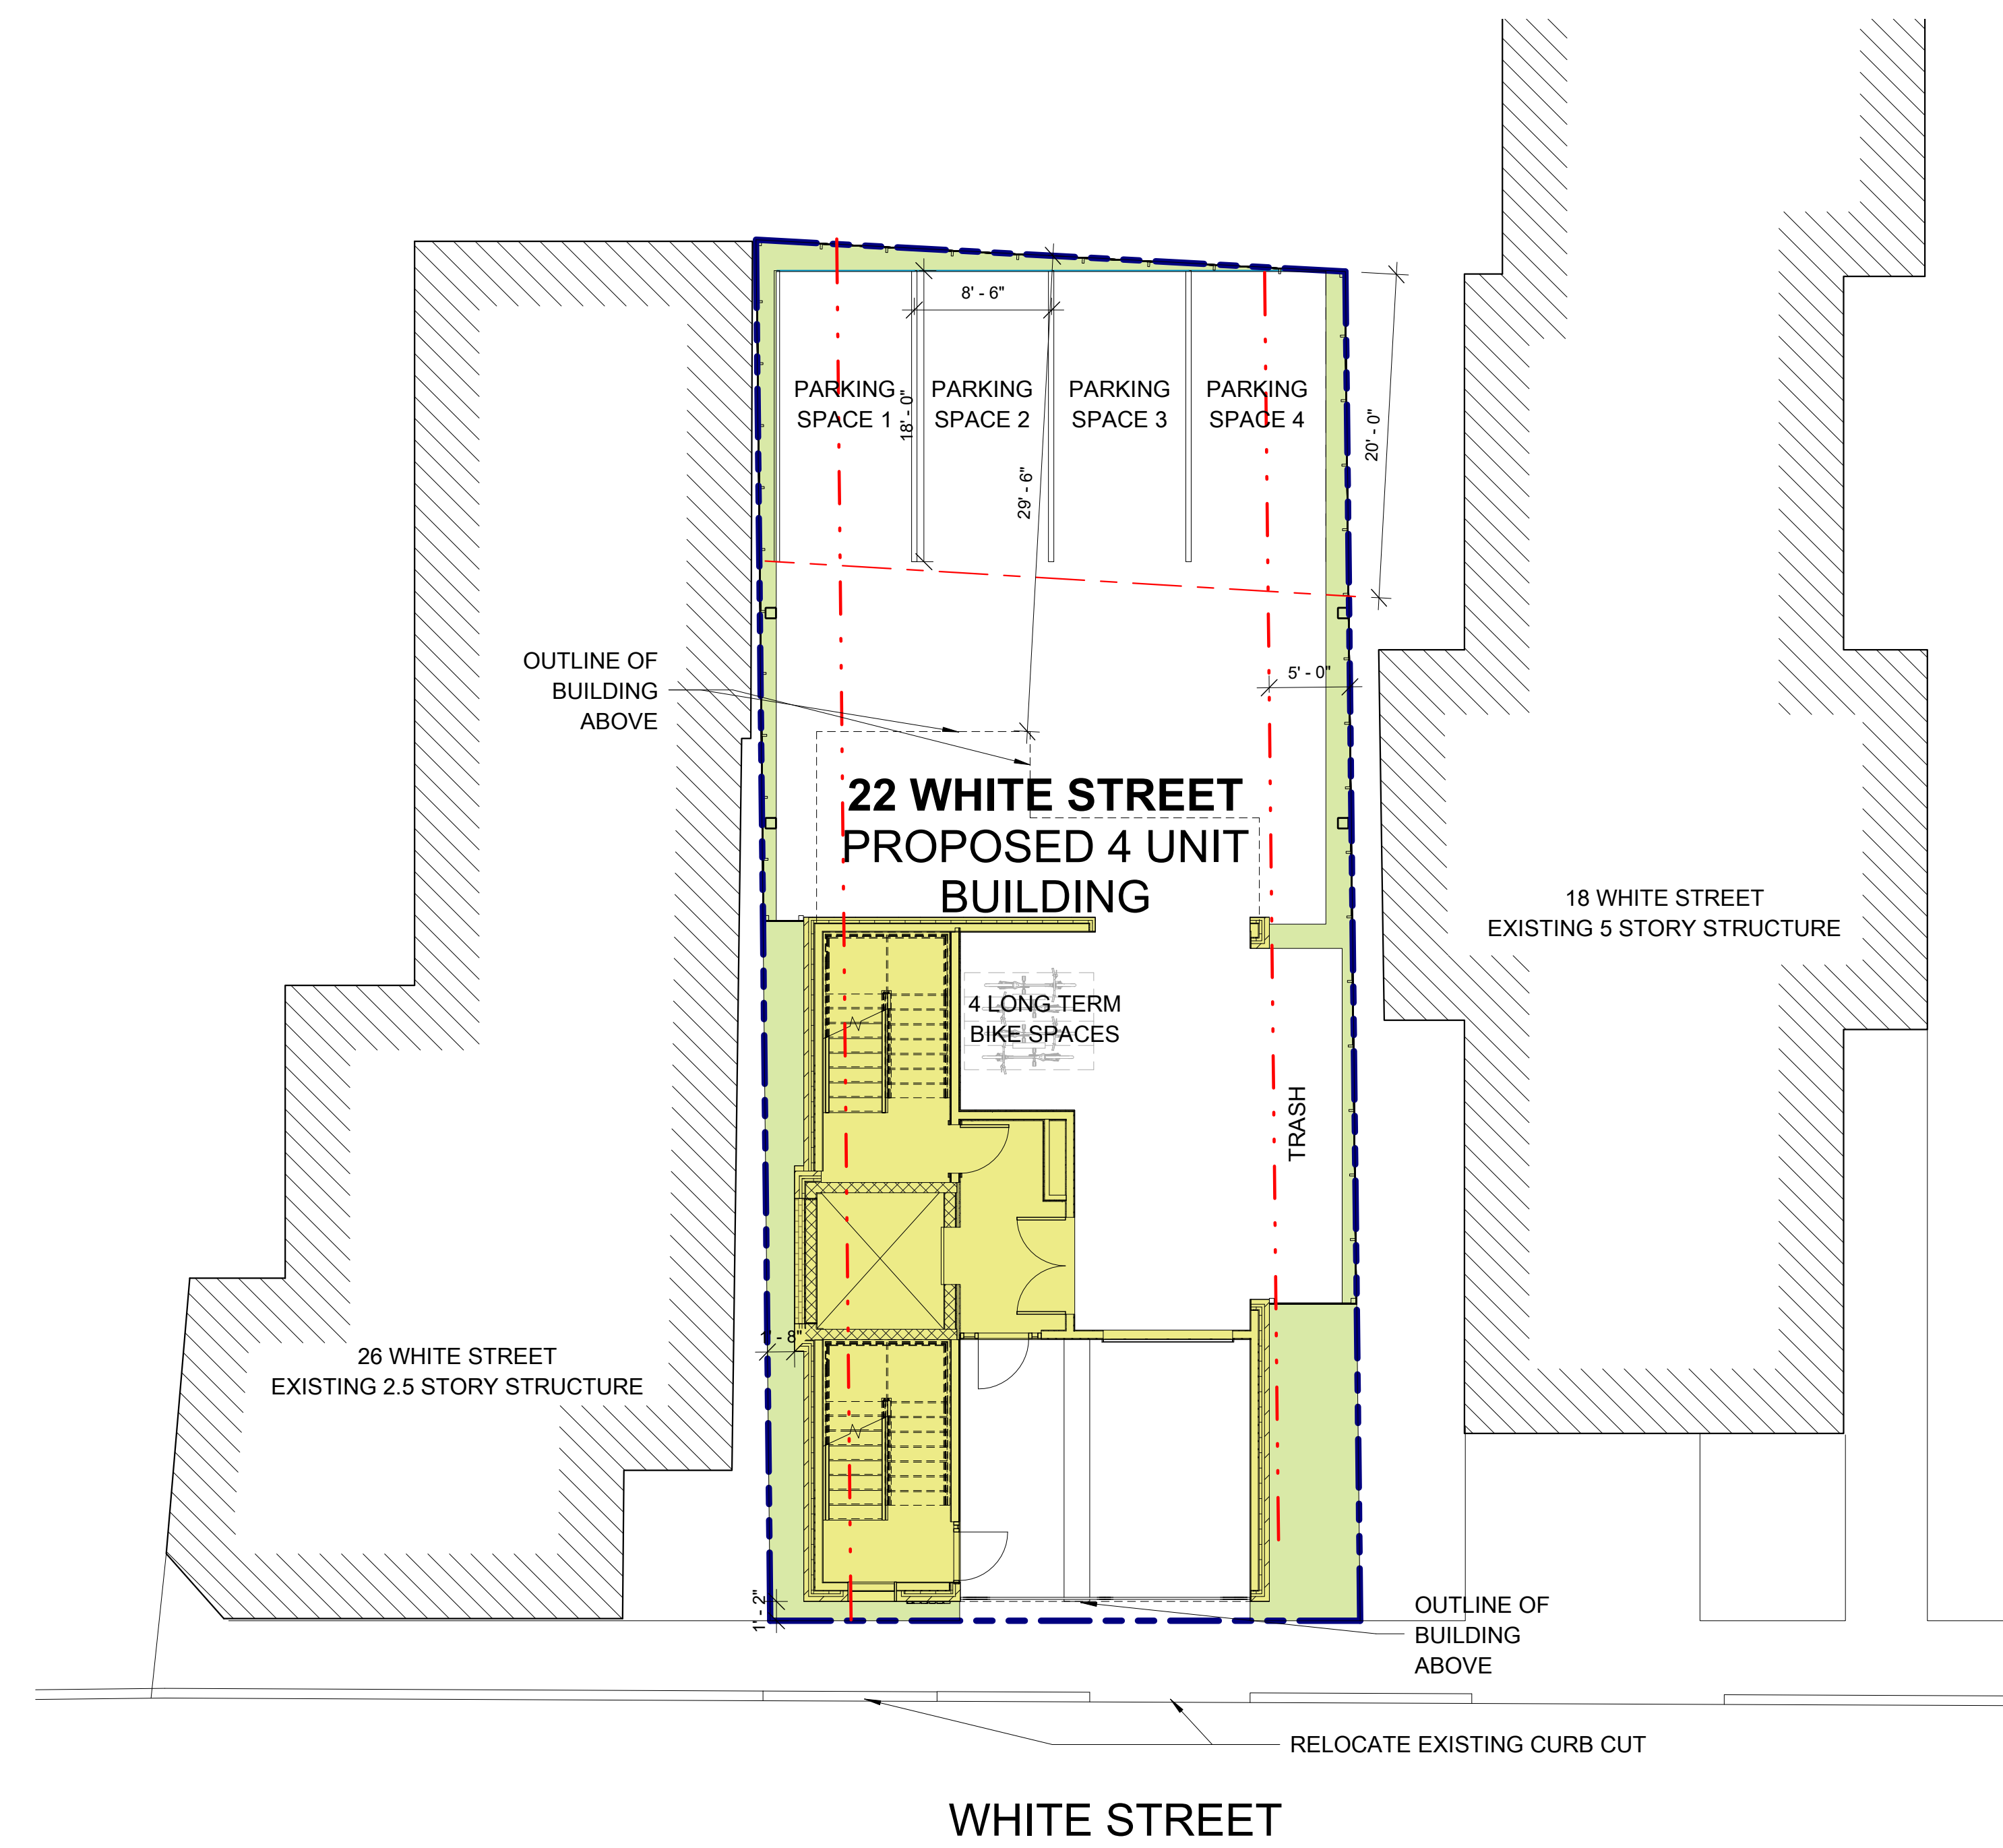 8' - 6"
PARKING
SPACE 1
18' - 0"
PARKING
SPACE 2
PARKING
SPACE 3
PARKING
SPACE 4
20' - 0"
29' - 6"
OUTLINE OF
BUILDING
ABOVE
5' - 0"
22 WHITE STREET
PROPOSED 4 UNIT
BUILDING
18 WHITE STREET
EXISTING 5 STORY STRUCTURE
4 LONG TERM
BIKE SPACES
TRASH
1' - 8"
26 WHITE STREET
EXISTING 2.5 STORY STRUCTURE
1' - 2"
OUTLINE OF
BUILDING
ABOVE
RELOCATE EXISTING CURB CUT
WHITE STREET